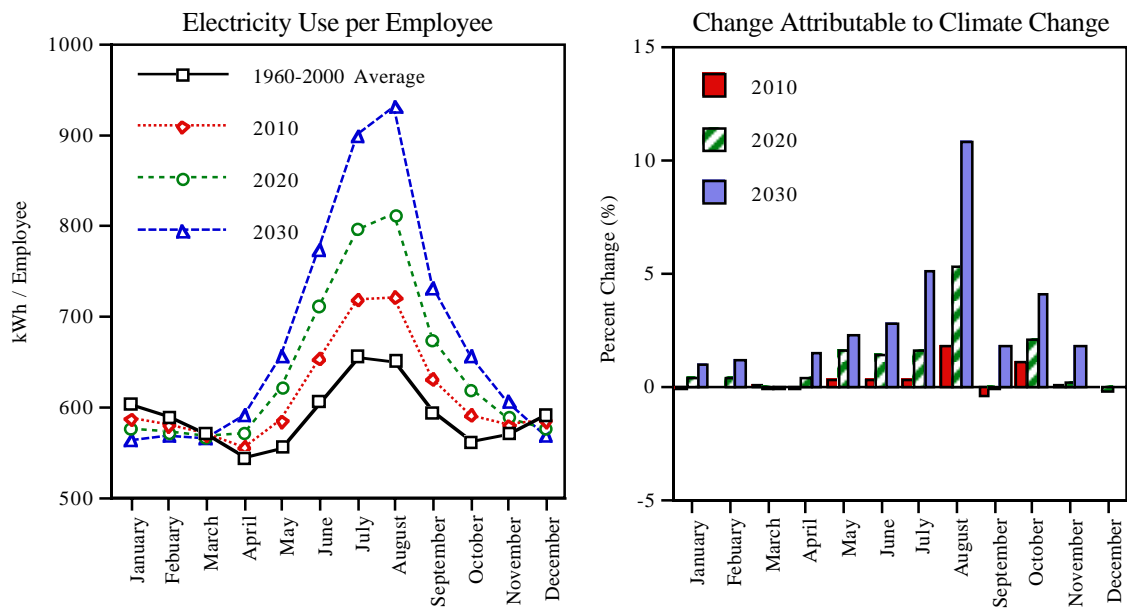 Electricity Use per Employee
1000
900
800
700
600
500
kWh / Employee
1960-2000 Average
2010
2020
2030
January
Febuary
March
April
May
June
July
August
September
October
November
December
Change Attributable to Climate Change
15
10
5
0
-5
Percent Change (%)
2010
2020
2030
January
Febuary
March
April
May
June
July
August
September
October
November
December